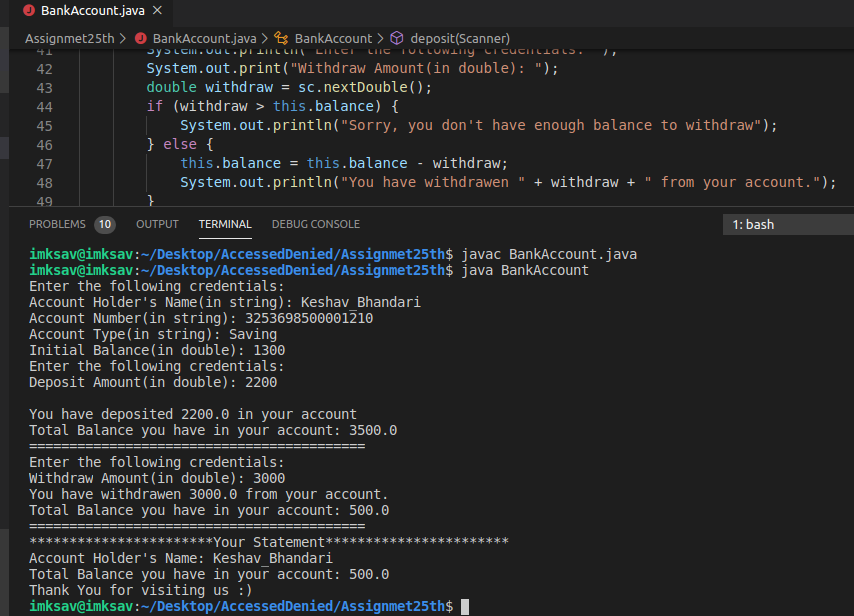 BankAccount.java ×
Assignmet25th > BankAccount.java > BankAccount > deposit(Scanner)
41 System.out.println("Enter the following credentials: ");
42 System.out.print("Withdraw Amount(in double): ");
43 double withdraw = sc.nextDouble();
44 if (withdraw > this.balance) {
45 System.out.println("Sorry, you don't have enough balance to withdraw");
46 } else {
47 this.balance = this.balance - withdraw;
48 System.out.println("You have withdrawen " + withdraw + " from your account.");
49 }
PROBLEMS 10 OUTPUT TERMINAL DEBUG CONSOLE 1: bash
imksav@imksav:~/Desktop/AccessedDenied/Assignmet25th$ javac BankAccount.java
imksav@imksav:~/Desktop/AccessedDenied/Assignmet25th$ java BankAccount
Enter the following credentials:
Account Holder's Name(in string): Keshav_Bhandari
Account Number(in string): 3253698500001210
Account Type(in string): Saving
Initial Balance(in double): 1300
Enter the following credentials:
Deposit Amount(in double): 2200
You have deposited 2200.0 in your account
Total Balance you have in your account: 3500.0
=========================================
Enter the following credentials:
Withdraw Amount(in double): 3000
You have withdrawen 3000.0 from your account.
Total Balance you have in your account: 500.0
=========================================
***********************Your Statement***********************
Account Holder's Name: Keshav_Bhandari
Total Balance you have in your account: 500.0
Thank You for visiting us :)
imksav@imksav:~/Desktop/AccessedDenied/Assignmet25th$